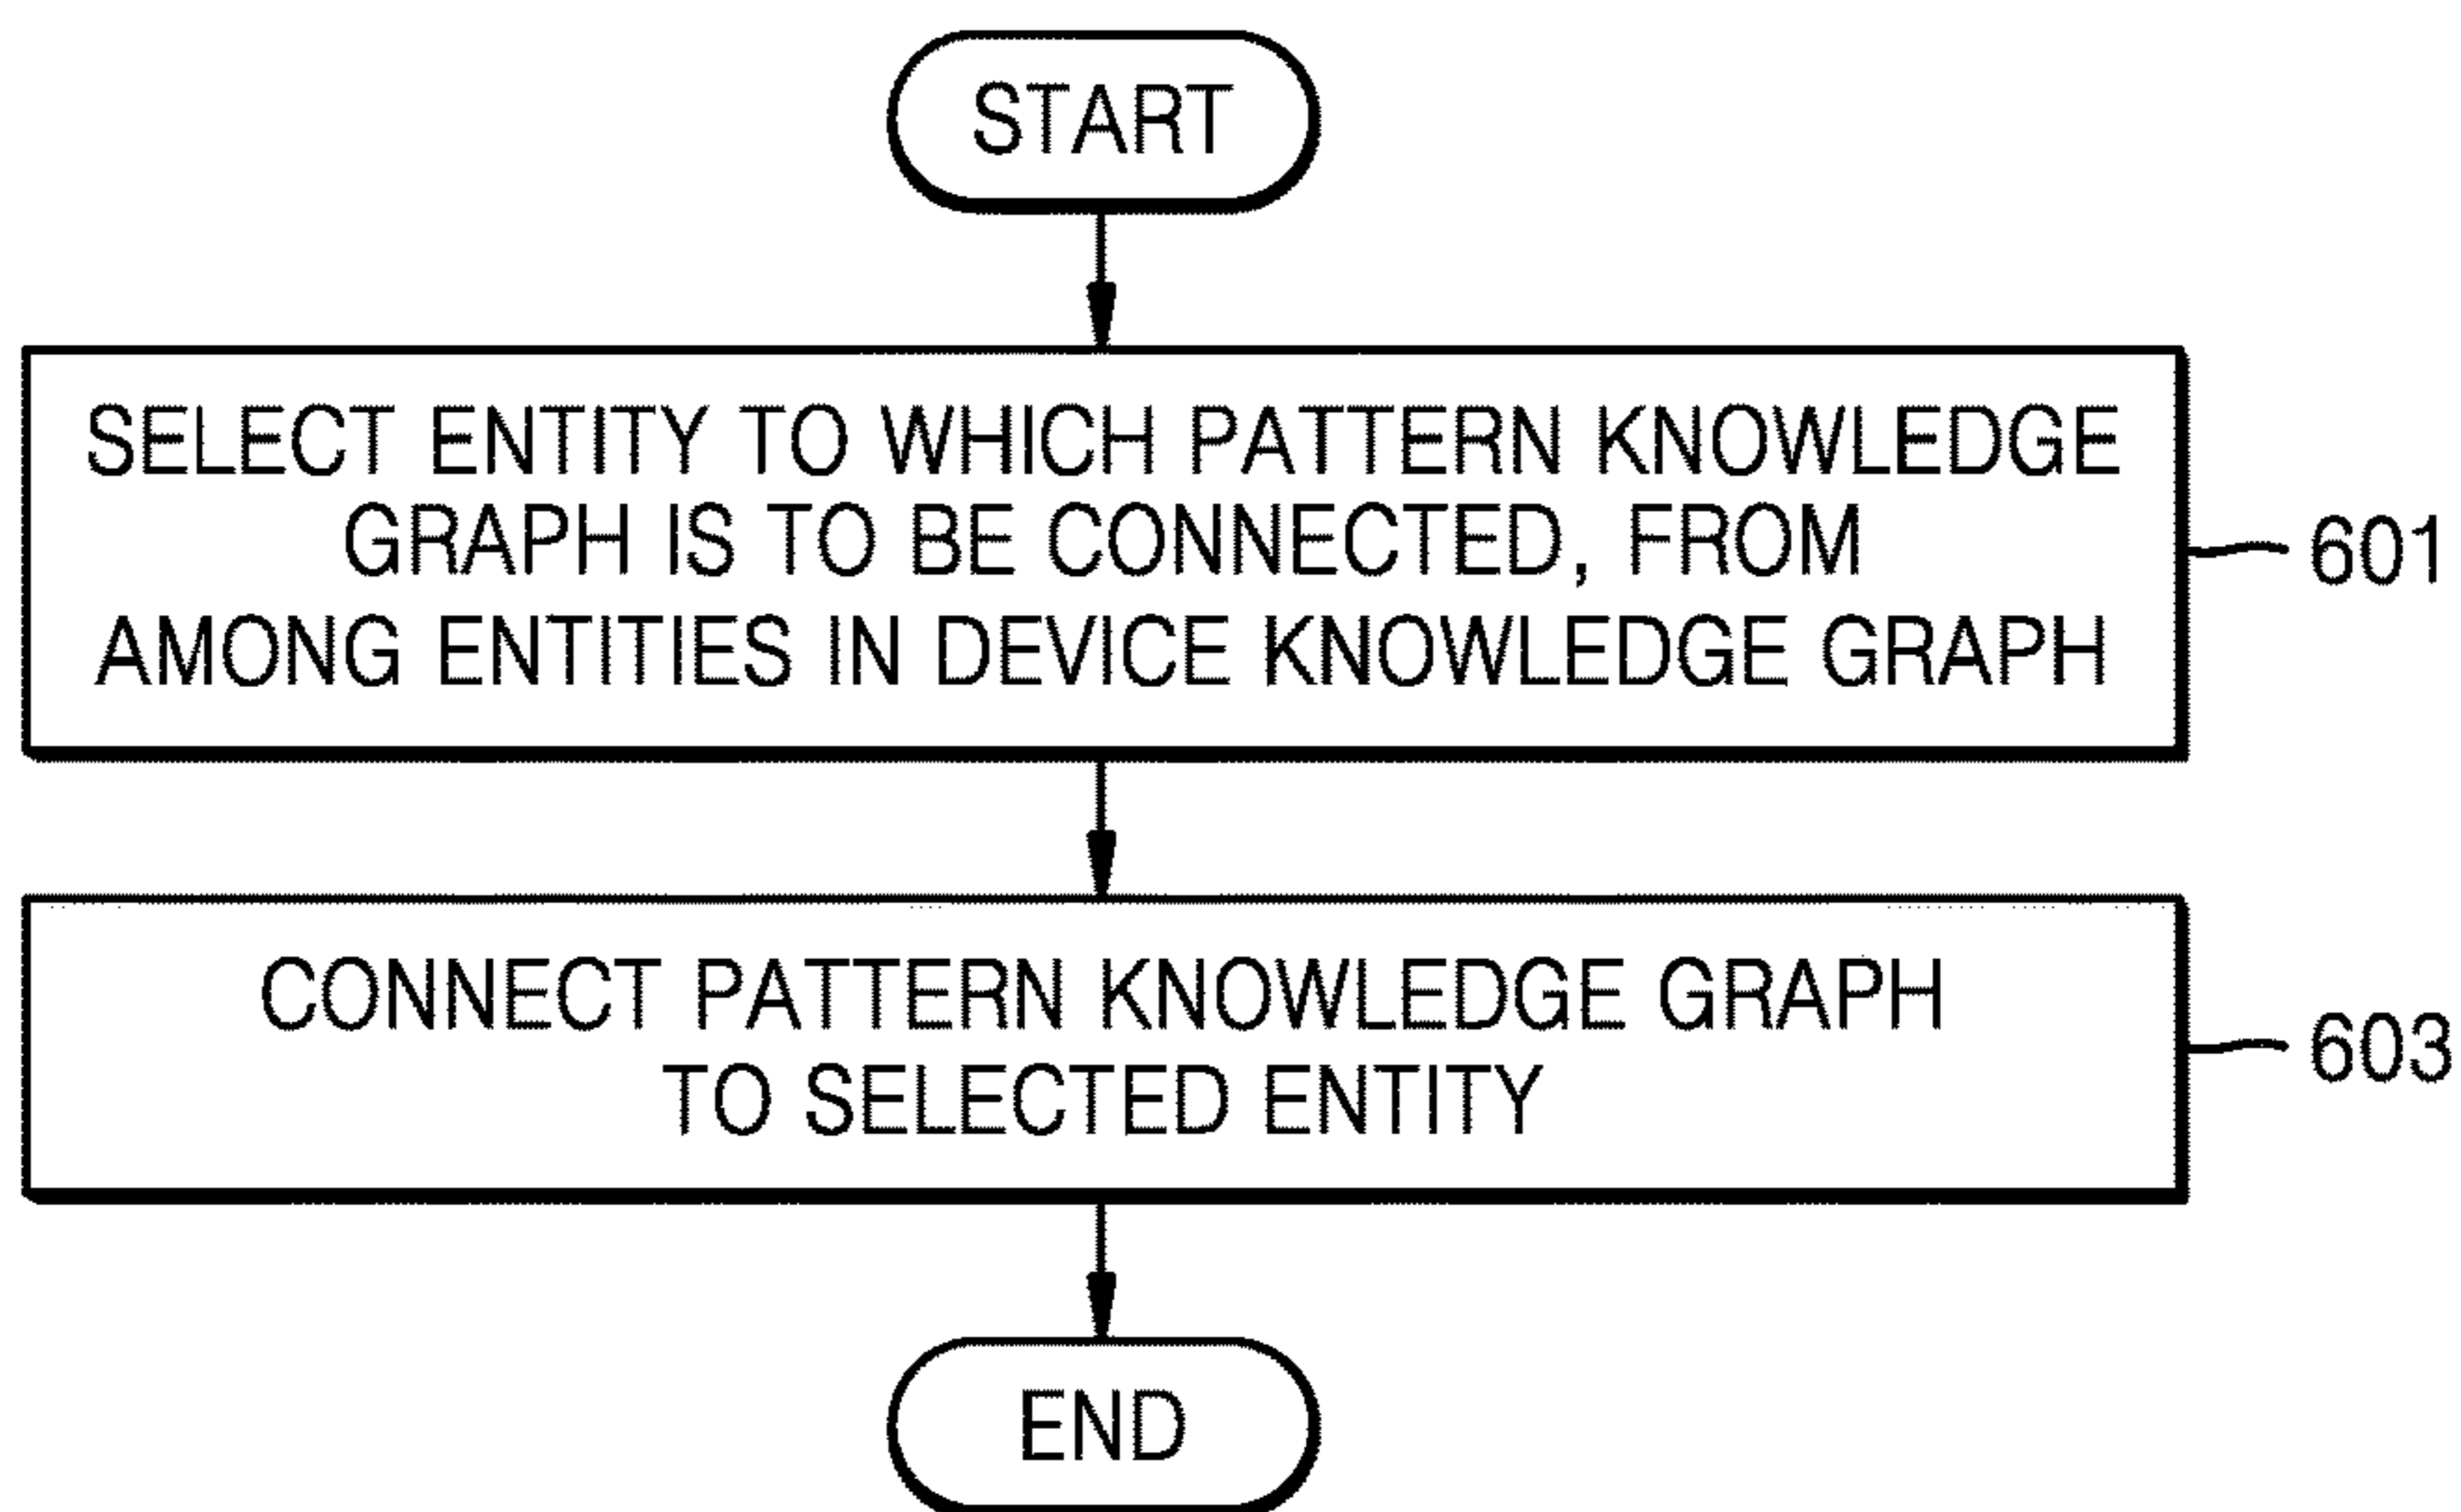 START
SELECT ENTITY TO WHICH PATTERN KNOWLEDGE
GRAPH IS TO BE CONNECTED, FROM
AMONG ENTITIES IN DEVICE KNOWLEDGE GRAPH
601
CONNECT PATTERN KNOWLEDGE GRAPH
TO SELECTED ENTITY
603
END